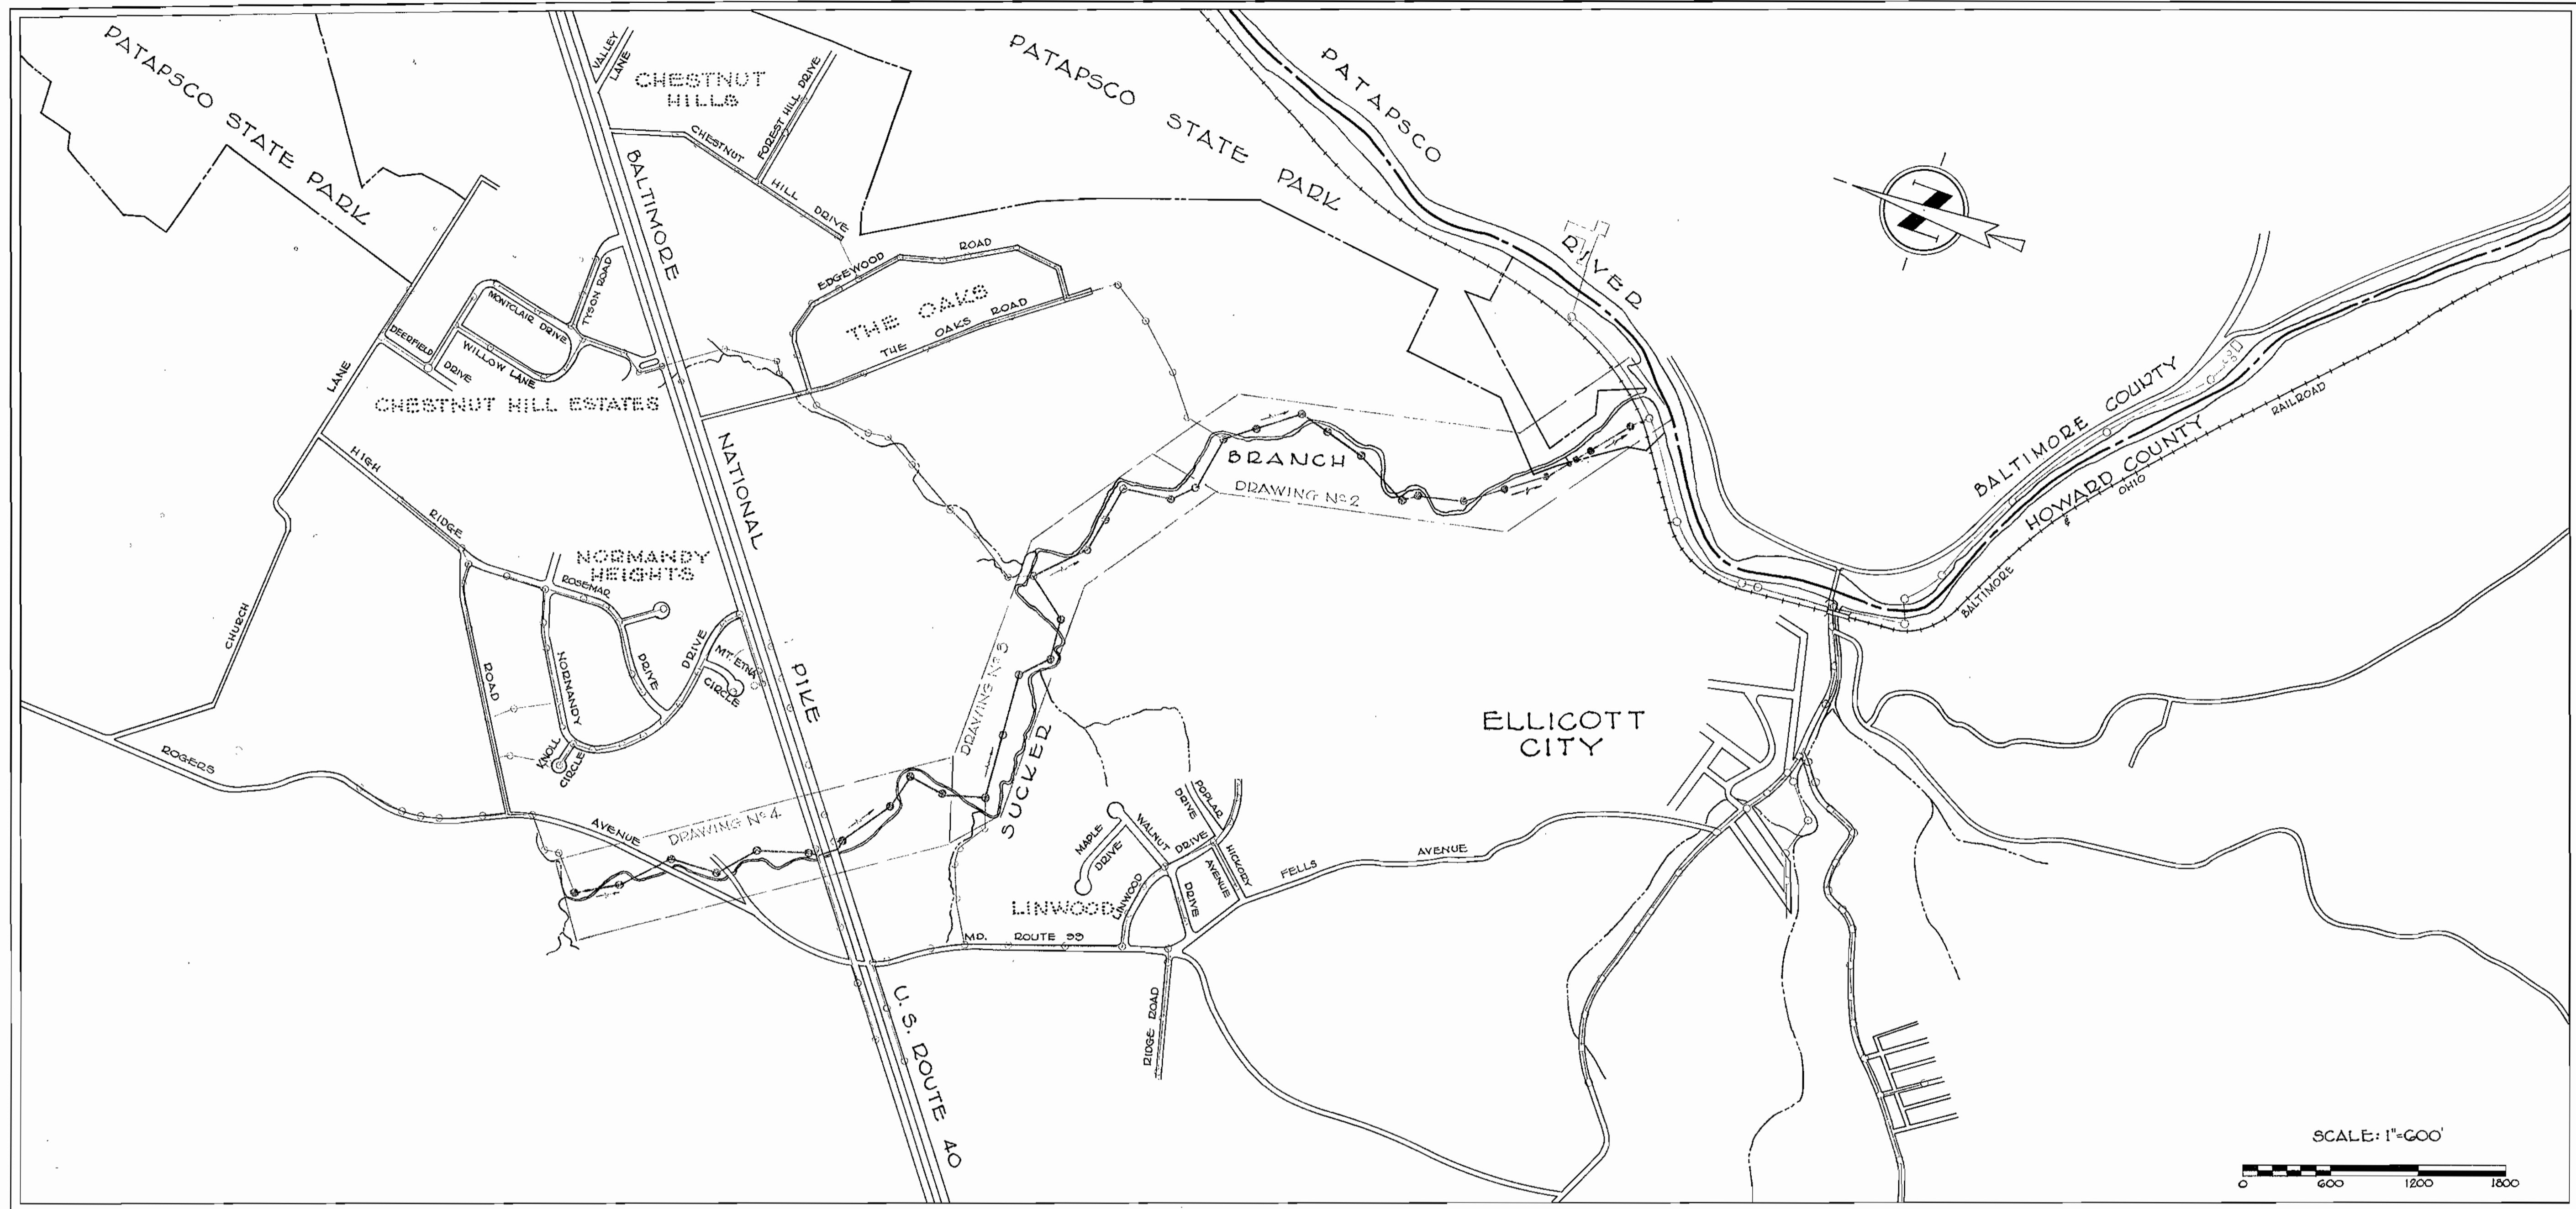 PATAPSCO STATE PARK
VALLEY
LANE
CHESTNUT
HILLS
FOREST HILL DRIVE
CHESTNUT HILL DRIVE
PATAPSCO STATE PARK
PATAPSCO RIVER
N
BALTIMORE NATIONAL PIKE
U. S. ROUTE 40
EDGEWOOD ROAD
THE OAKS
THE OAKS ROAD
TYSON ROAD
MONTCLAIR DRIVE
WILLOW LANE
DEERFIELD DRIVE
CHESTNUT HILL ESTATES
CHURCH LANE
HIGH RIDGE ROAD
NORMANDY
HEIGHTS
ROSEMAR DRIVE
NORMANDY DRIVE
MT. ETNA
CIRCLE
KNOLL
CIRCLE
ROGERS AVENUE
SUCKER BRANCH
DRAWING Nº 2
DRAWING Nº 3
DRAWING Nº 4
BALTIMORE COUNTY
HOWARD COUNTY
BALTIMORE & OHIO RAILROAD
ELLICOTT
CITY
POPLAR
DRIVE
MAPLE
DRIVE
WALNUT DRIVE
HICKORY
AVENUE
LINWOOD
LINWOOD DRIVE
FELLS AVENUE
MD. ROUTE 99
RIDGE ROAD
SCALE: 1"=600'
0 600 1200 1800